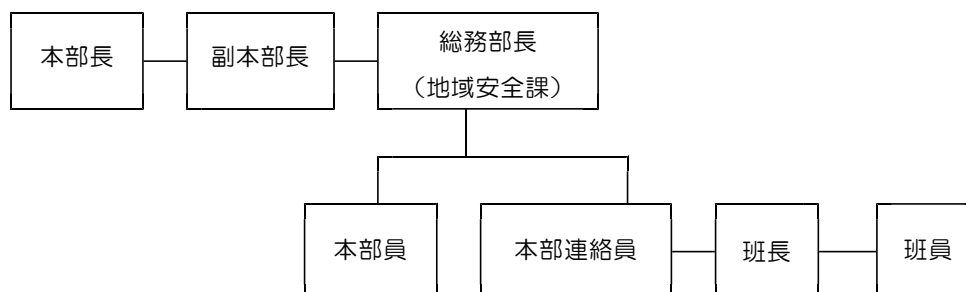 本部長
副本部長
総務部長
（地域安全課）
本部員
本部連絡員
班長
班員